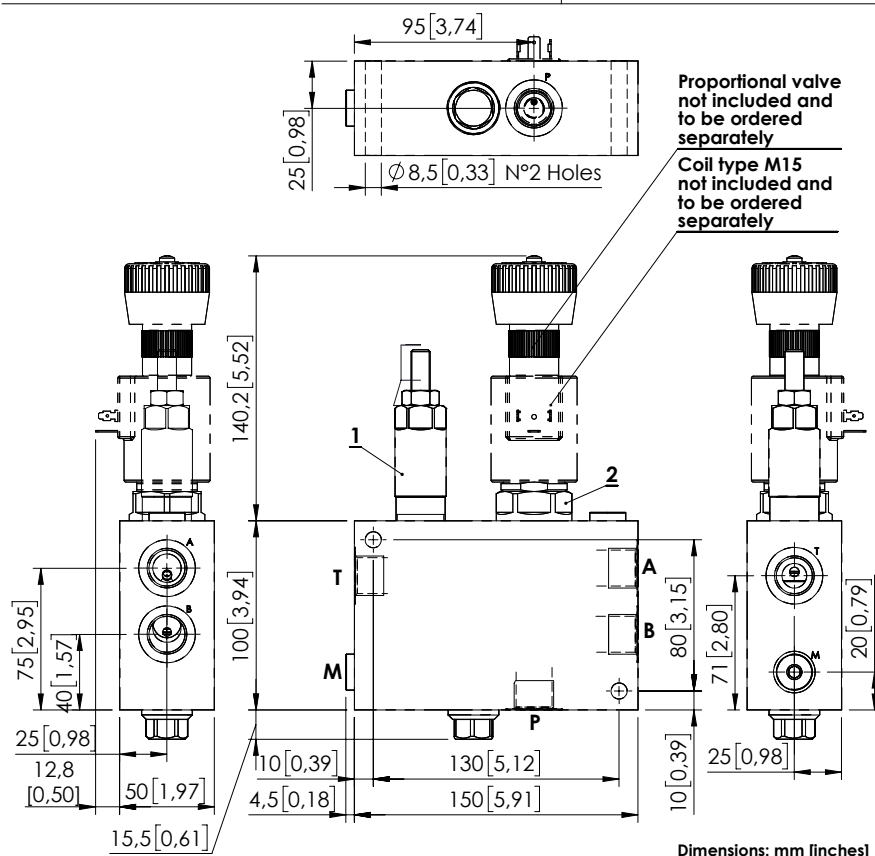 95[3,74]
P
25[0,98]
Ø8,5[0,33] N°2 Holes
Proportional valve
not included and
to be ordered
separately
Coil type M15
not included and
to be ordered
separately
140,2[5,52]
1
2
A
B
75[2,95]
40[1,57]
25[0,98]
12,8
[0,50]
50[1,97]
15,5[0,61]
100[3,94]
T
M
A
B
P
80[3,15]
10[0,39]
10[0,39]
130[5,12]
4,5[0,18]
150[5,91]
T
M
71[2,80]
20[0,79]
25[0,98]
Dimensions: mm [inches]